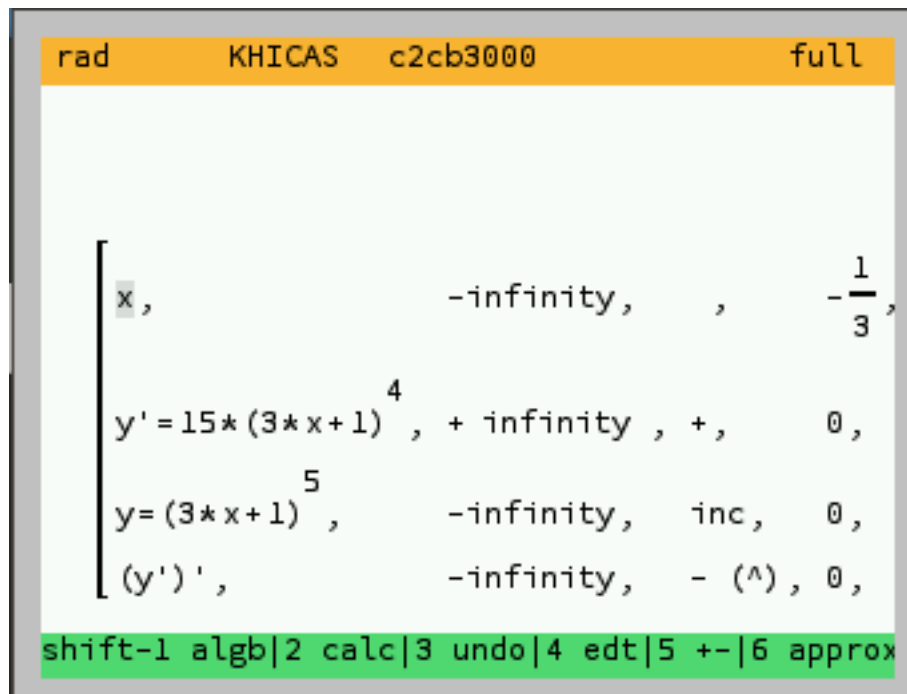 rad KHICAS c2cb3000 full
x, -infinity, , -1/3,
y'=15*(3*x+1)^4, + infinity , +, 0,
y=(3*x+1)^5, -infinity, inc, 0,
(y')', -infinity, - (^), 0,
shift-1 algb|2 calc|3 undo|4 edt|5 +-|6 approx